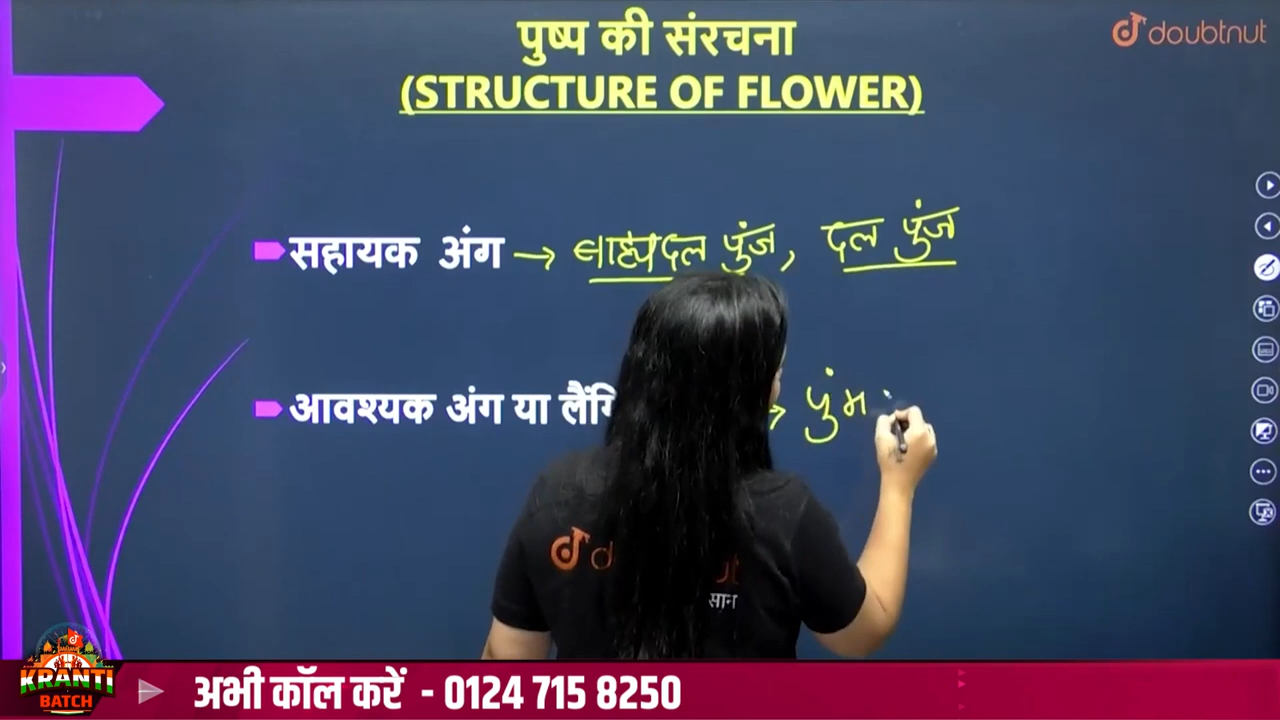 पुष्प की संरचना
(STRUCTURE OF FLOWER)
doubtnut
सहायक अंग → बाह्यदल पुंज, दल पुंज
आवश्यक अंग या → पुंम
सान
KRANTI
BATCH
अभी कॉल करें - 0124 715 8250